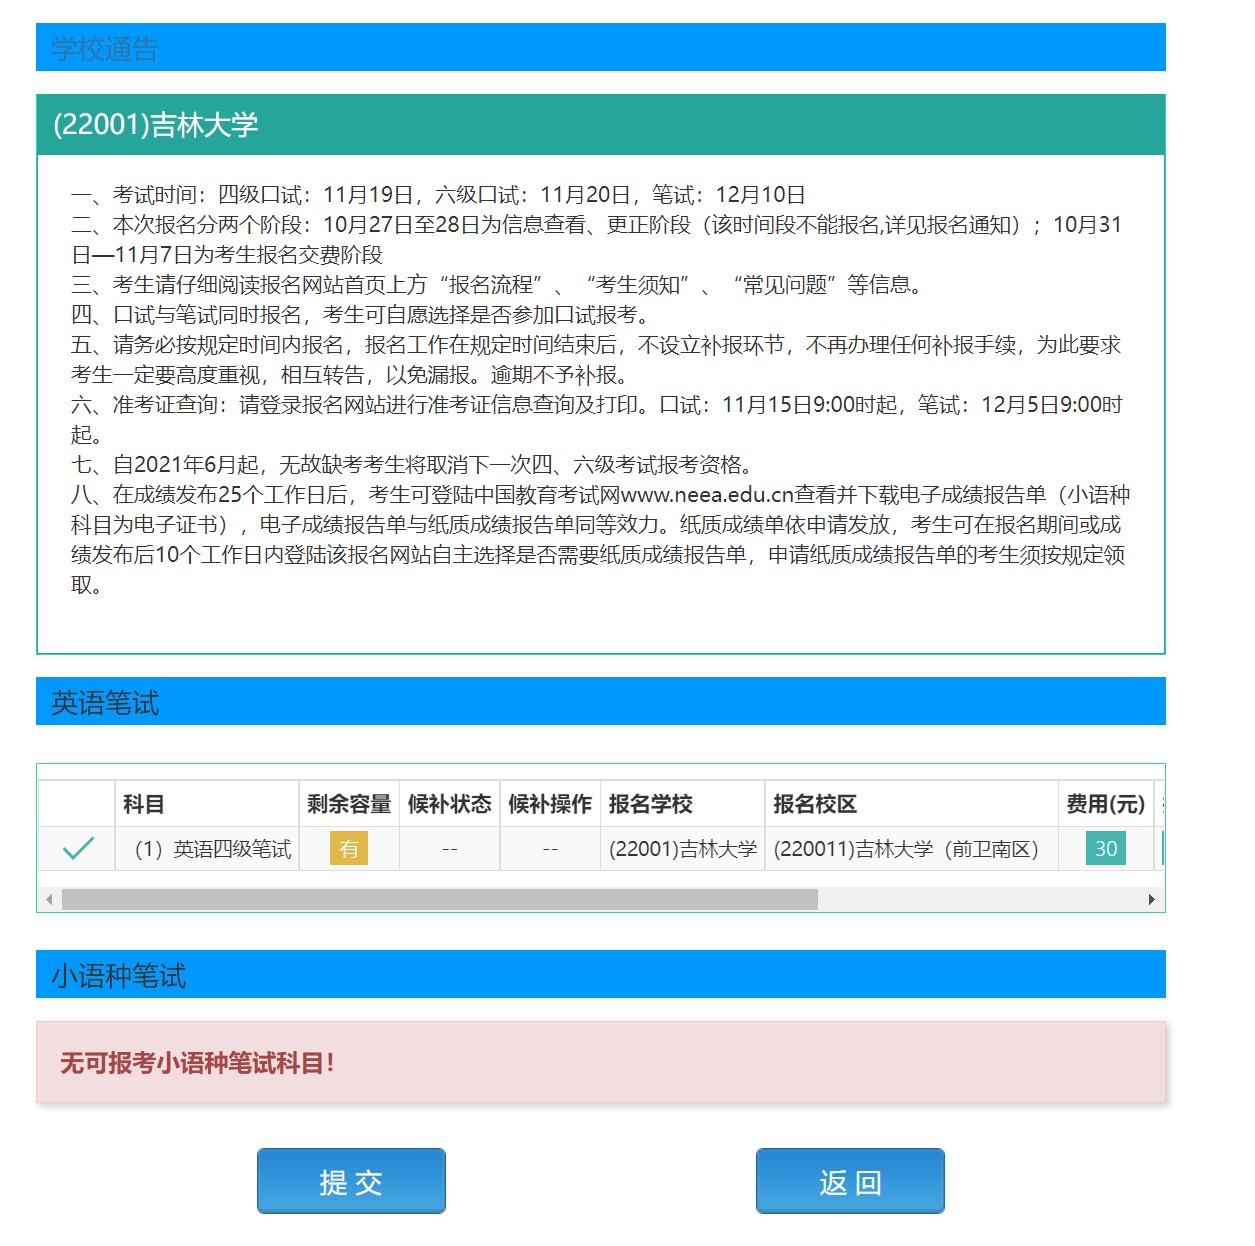 学校通告
(22001)吉林大学
一、考试时间：四级口试：11月19日，六级口试：11月20日，笔试：12月10日
二、本次报名分两个阶段：10月27日至28日为信息查看、更正阶段（该时间段不能报名,详见报名通知）；10月31
日—11月7日为考生报名交费阶段
三、考生请仔细阅读报名网站首页上方“报名流程”、“考生须知”、“常见问题”等信息。
四、口试与笔试同时报名，考生可自愿选择是否参加口试报考。
五、请务必按规定时间内报名，报名工作在规定时间结束后，不设立补报环节，不再办理任何补报手续，为此要求
考生一定要高度重视，相互转告，以免漏报。逾期不予补报。
六、准考证查询：请登录报名网站进行准考证信息查询及打印。口试：11月15日9:00时起，笔试：12月5日9:00时
起。
七、自2021年6月起，无故缺考考生将取消下一次四、六级考试报考资格。
八、在成绩发布25个工作日后，考生可登陆中国教育考试网www.neea.edu.cn查看并下载电子成绩报告单（小语种
科目为电子证书），电子成绩报告单与纸质成绩报告单同等效力。纸质成绩单依申请发放，考生可在报名期间或成
绩发布后10个工作日内登陆该报名网站自主选择是否需要纸质成绩报告单，申请纸质成绩报告单的考生须按规定领
取。
英语笔试
科目 剩余容量 候补状态 候补操作 报名学校 报名校区 费用(元)
（1）英语四级笔试 有 -- -- (22001)吉林大学 (220011)吉林大学（前卫南区） 30
小语种笔试
无可报考小语种笔试科目！
提 交 返 回